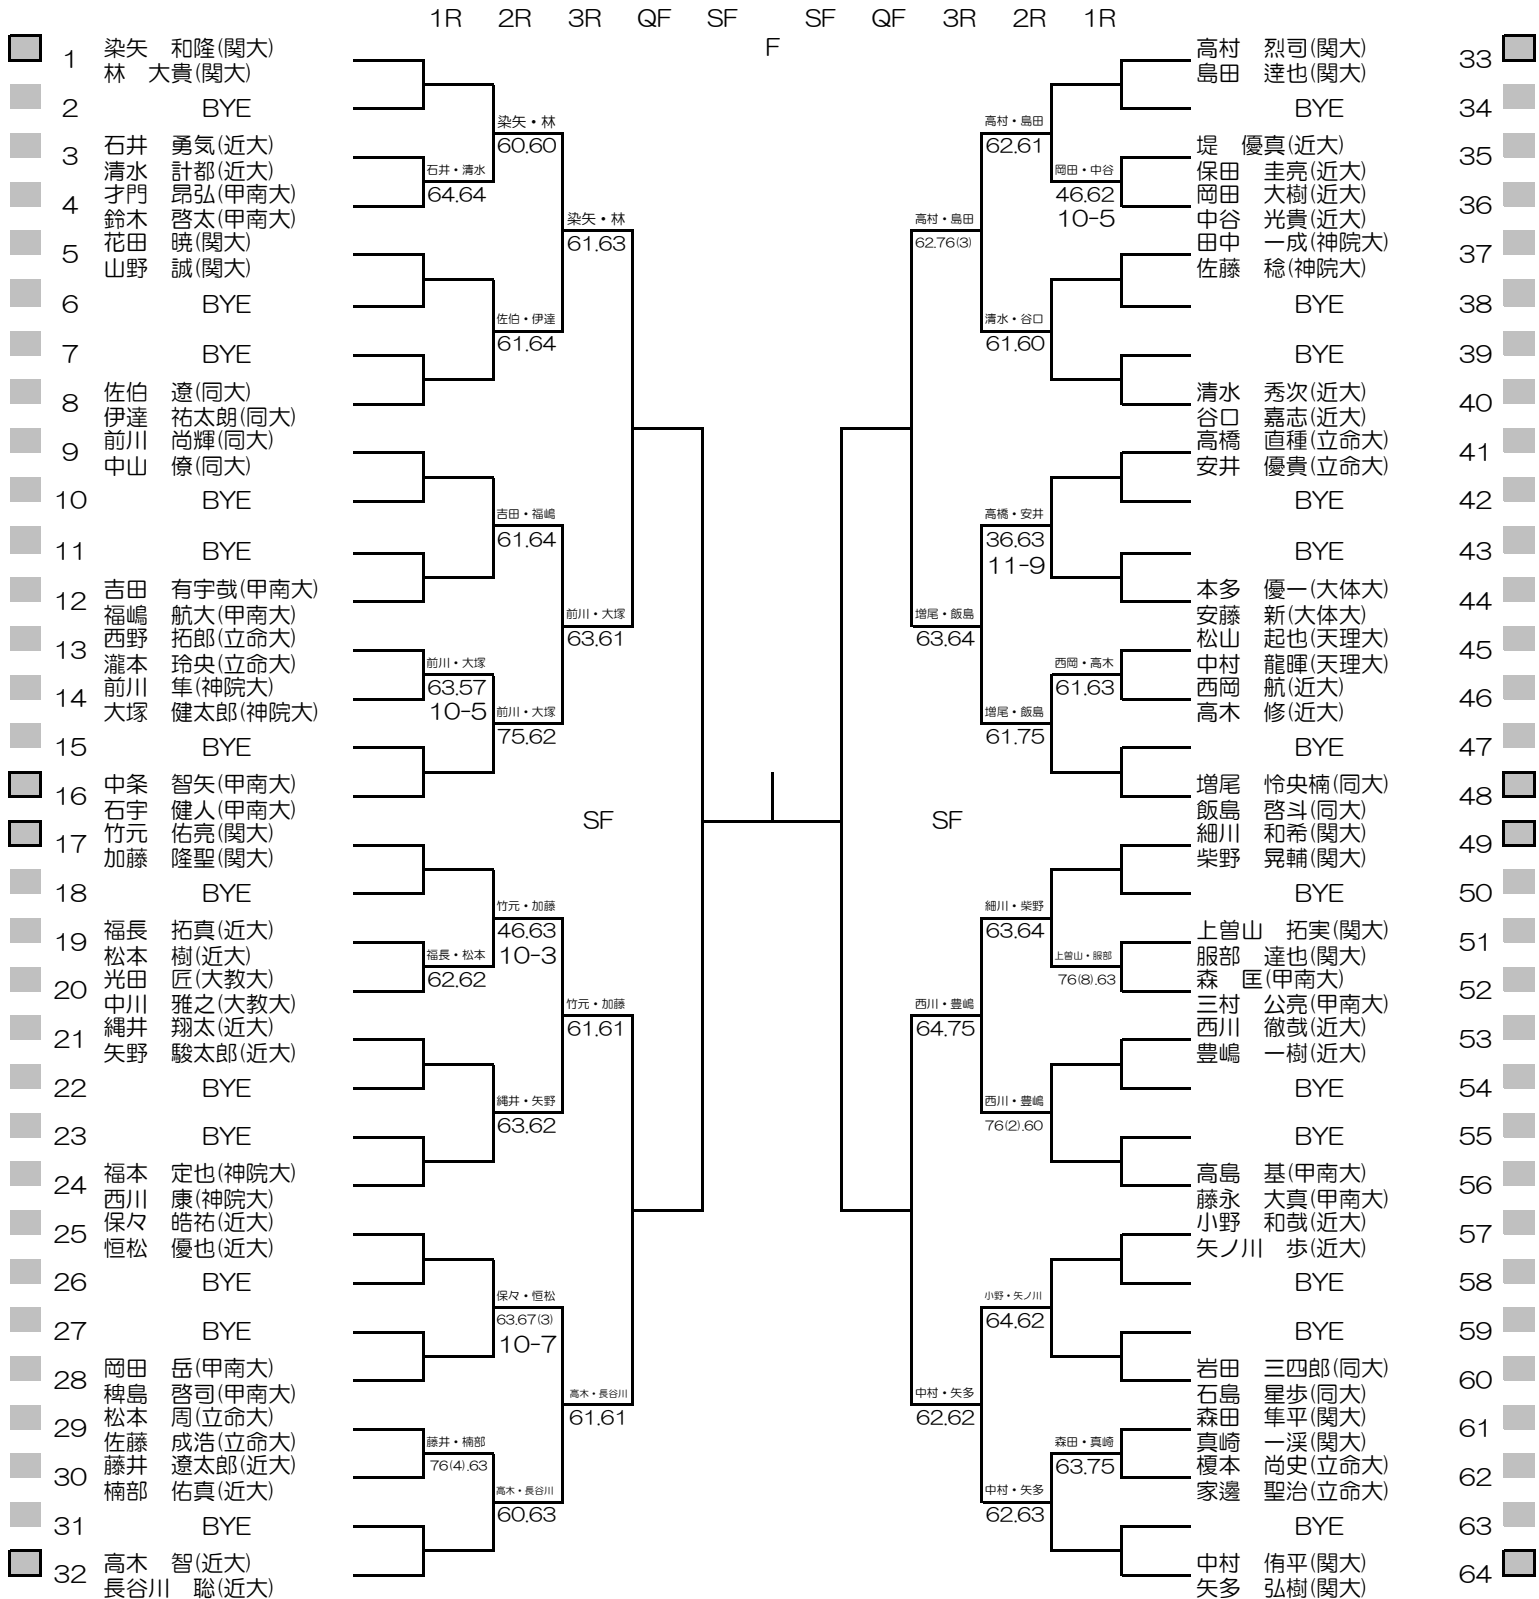 1R 2R 3R QF SF SF QF 3R 2R 1R
F
1 染矢 和隆(関大)
林 大貴(関大)
2 BYE
3 石井 勇気(近大)
清水 計都(近大)
4 才門 昂弘(甲南大)
鈴木 啓太(甲南大)
5 花田 暁(関大)
山野 誠(関大)
6 BYE
7 BYE
8 佐伯 遼(同大)
伊達 祐太朗(同大)
9 前川 尚輝(同大)
中山 僚(同大)
10 BYE
11 BYE
12 吉田 有宇哉(甲南大)
福嶋 航大(甲南大)
13 西野 拓郎(立命大)
瀧本 玲央(立命大)
14 前川 隼(神院大)
大塚 健太郎(神院大)
15 BYE
16 中条 智矢(甲南大)
石宇 健人(甲南大)
17 竹元 佑亮(関大)
加藤 隆聖(関大)
18 BYE
19 福長 拓真(近大)
松本 樹(近大)
20 光田 匠(大教大)
中川 雅之(大教大)
21 縄井 翔太(近大)
矢野 駿太郎(近大)
22 BYE
23 BYE
24 福本 定也(神院大)
西川 康(神院大)
25 保々 皓祐(近大)
恒松 優也(近大)
26 BYE
27 BYE
28 岡田 岳(甲南大)
稗島 啓司(甲南大)
29 松本 周(立命大)
佐藤 成浩(立命大)
30 藤井 遼太郎(近大)
楠部 佑真(近大)
31 BYE
32 高木 智(近大)
長谷川 聡(近大)
石井・清水
64.64
前川・大塚
63.57
10-5
福長・松本
62.62
藤井・楠部
76(4).63
染矢・林
60.60
佐伯・伊達
61.64
吉田・福嶋
61.64
前川・大塚
75.62
竹元・加藤
46.63
10-3
縄井・矢野
63.62
保々・恒松
63.67(3)
10-7
高木・長谷川
60.63
染矢・林
61.63
前川・大塚
63.61
竹元・加藤
61.61
高木・長谷川
61.61
SF
SF
高村・島田
62.76(3)
増尾・飯島
63.64
西川・豊嶋
64.75
中村・矢多
62.62
高村・島田
62.61
清水・谷口
61.60
高橋・安井
36.63
11-9
増尾・飯島
61.75
細川・柴野
63.64
西川・豊嶋
76(2).60
小野・矢ノ川
64.62
中村・矢多
62.63
岡田・中谷
46.62
10-5
西岡・高木
61.63
上曽山・服部
76(8).63
森田・真崎
63.75
高村 烈司(関大) 33
島田 達也(関大)
BYE 34
堤 優真(近大) 35
保田 圭亮(近大)
岡田 大樹(近大) 36
中谷 光貴(近大)
田中 一成(神院大) 37
佐藤 稔(神院大)
BYE 38
BYE 39
清水 秀次(近大) 40
谷口 嘉志(近大)
高橋 直種(立命大) 41
安井 優貴(立命大)
BYE 42
BYE 43
本多 優一(大体大) 44
安藤 新(大体大)
松山 起也(天理大) 45
中村 龍暉(天理大)
西岡 航(近大) 46
高木 修(近大)
BYE 47
増尾 怜央楠(同大) 48
飯島 啓斗(同大)
細川 和希(関大) 49
柴野 晃輔(関大)
BYE 50
上曽山 拓実(関大) 51
服部 達也(関大)
森 匡(甲南大) 52
三村 公亮(甲南大)
西川 徹哉(近大) 53
豊嶋 一樹(近大)
BYE 54
BYE 55
高島 基(甲南大) 56
藤永 大真(甲南大)
小野 和哉(近大) 57
矢ノ川 歩(近大)
BYE 58
BYE 59
岩田 三四郎(同大) 60
石島 星歩(同大)
森田 隼平(関大) 61
真崎 一渓(関大)
榎本 尚史(立命大) 62
家邊 聖治(立命大)
BYE 63
中村 侑平(関大) 64
矢多 弘樹(関大)